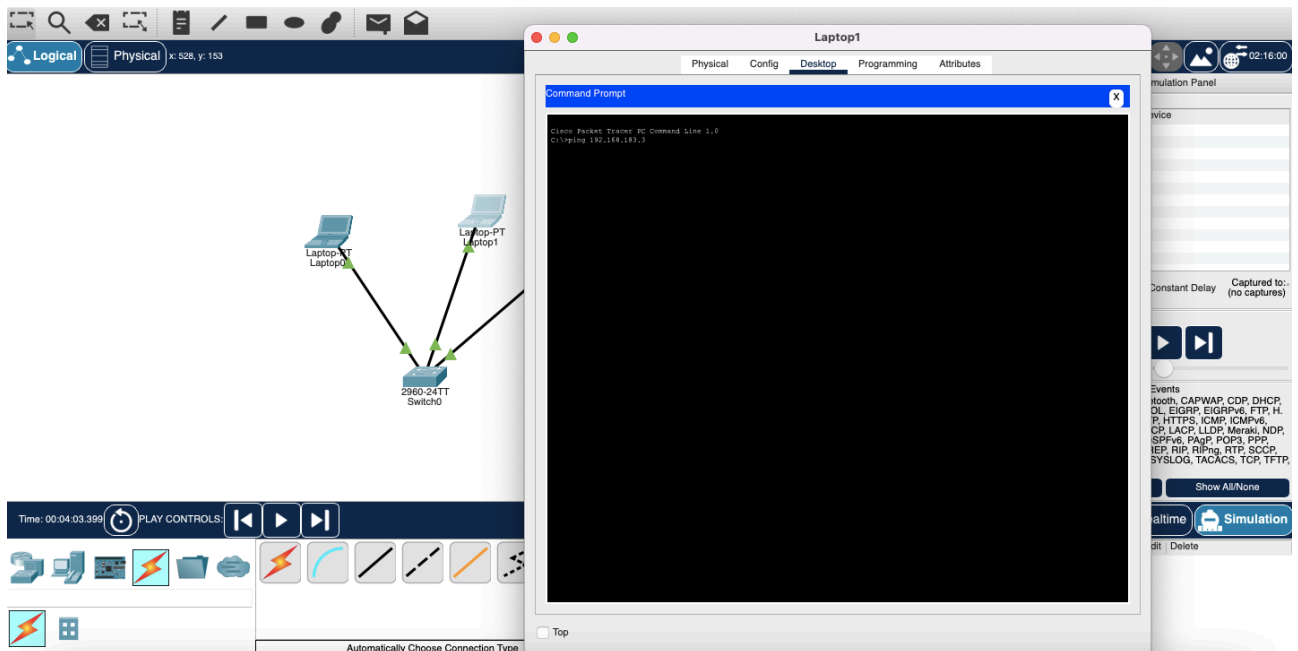 Logical
Physical
x: 528, y: 153
Laptop1
02:16:00
Physical Config Desktop Programming Attributes
mulation Panel
Command Prompt
X
evice
Cisco Packet Tracer PC Command Line 1.0
C:\>ping 192.168.183.3
Laptop-PT
Laptop0
Laptop-PT
Laptop1
2960-24TT
Switch0
Constant Delay
Captured to:
(no captures)
Events
etooth, CAPWAP, CDP, DHCP,
OL, EIGRP, EIGRPv6, FTP, H.
P, HTTPS, ICMP, ICMPv6,
CP, LACP, LLDP, Meraki, NDP,
SPFv6, PAgP, POP3, PPP,
REP, RIP, RIPng, RTP, SCCP,
SYSLOG, TACACS, TCP, TFTP,
Show All/None
Time: 00:04:03.399
PLAY CONTROLS:
altime
Simulation
dit Delete
Top
Automatically Choose Connection Type